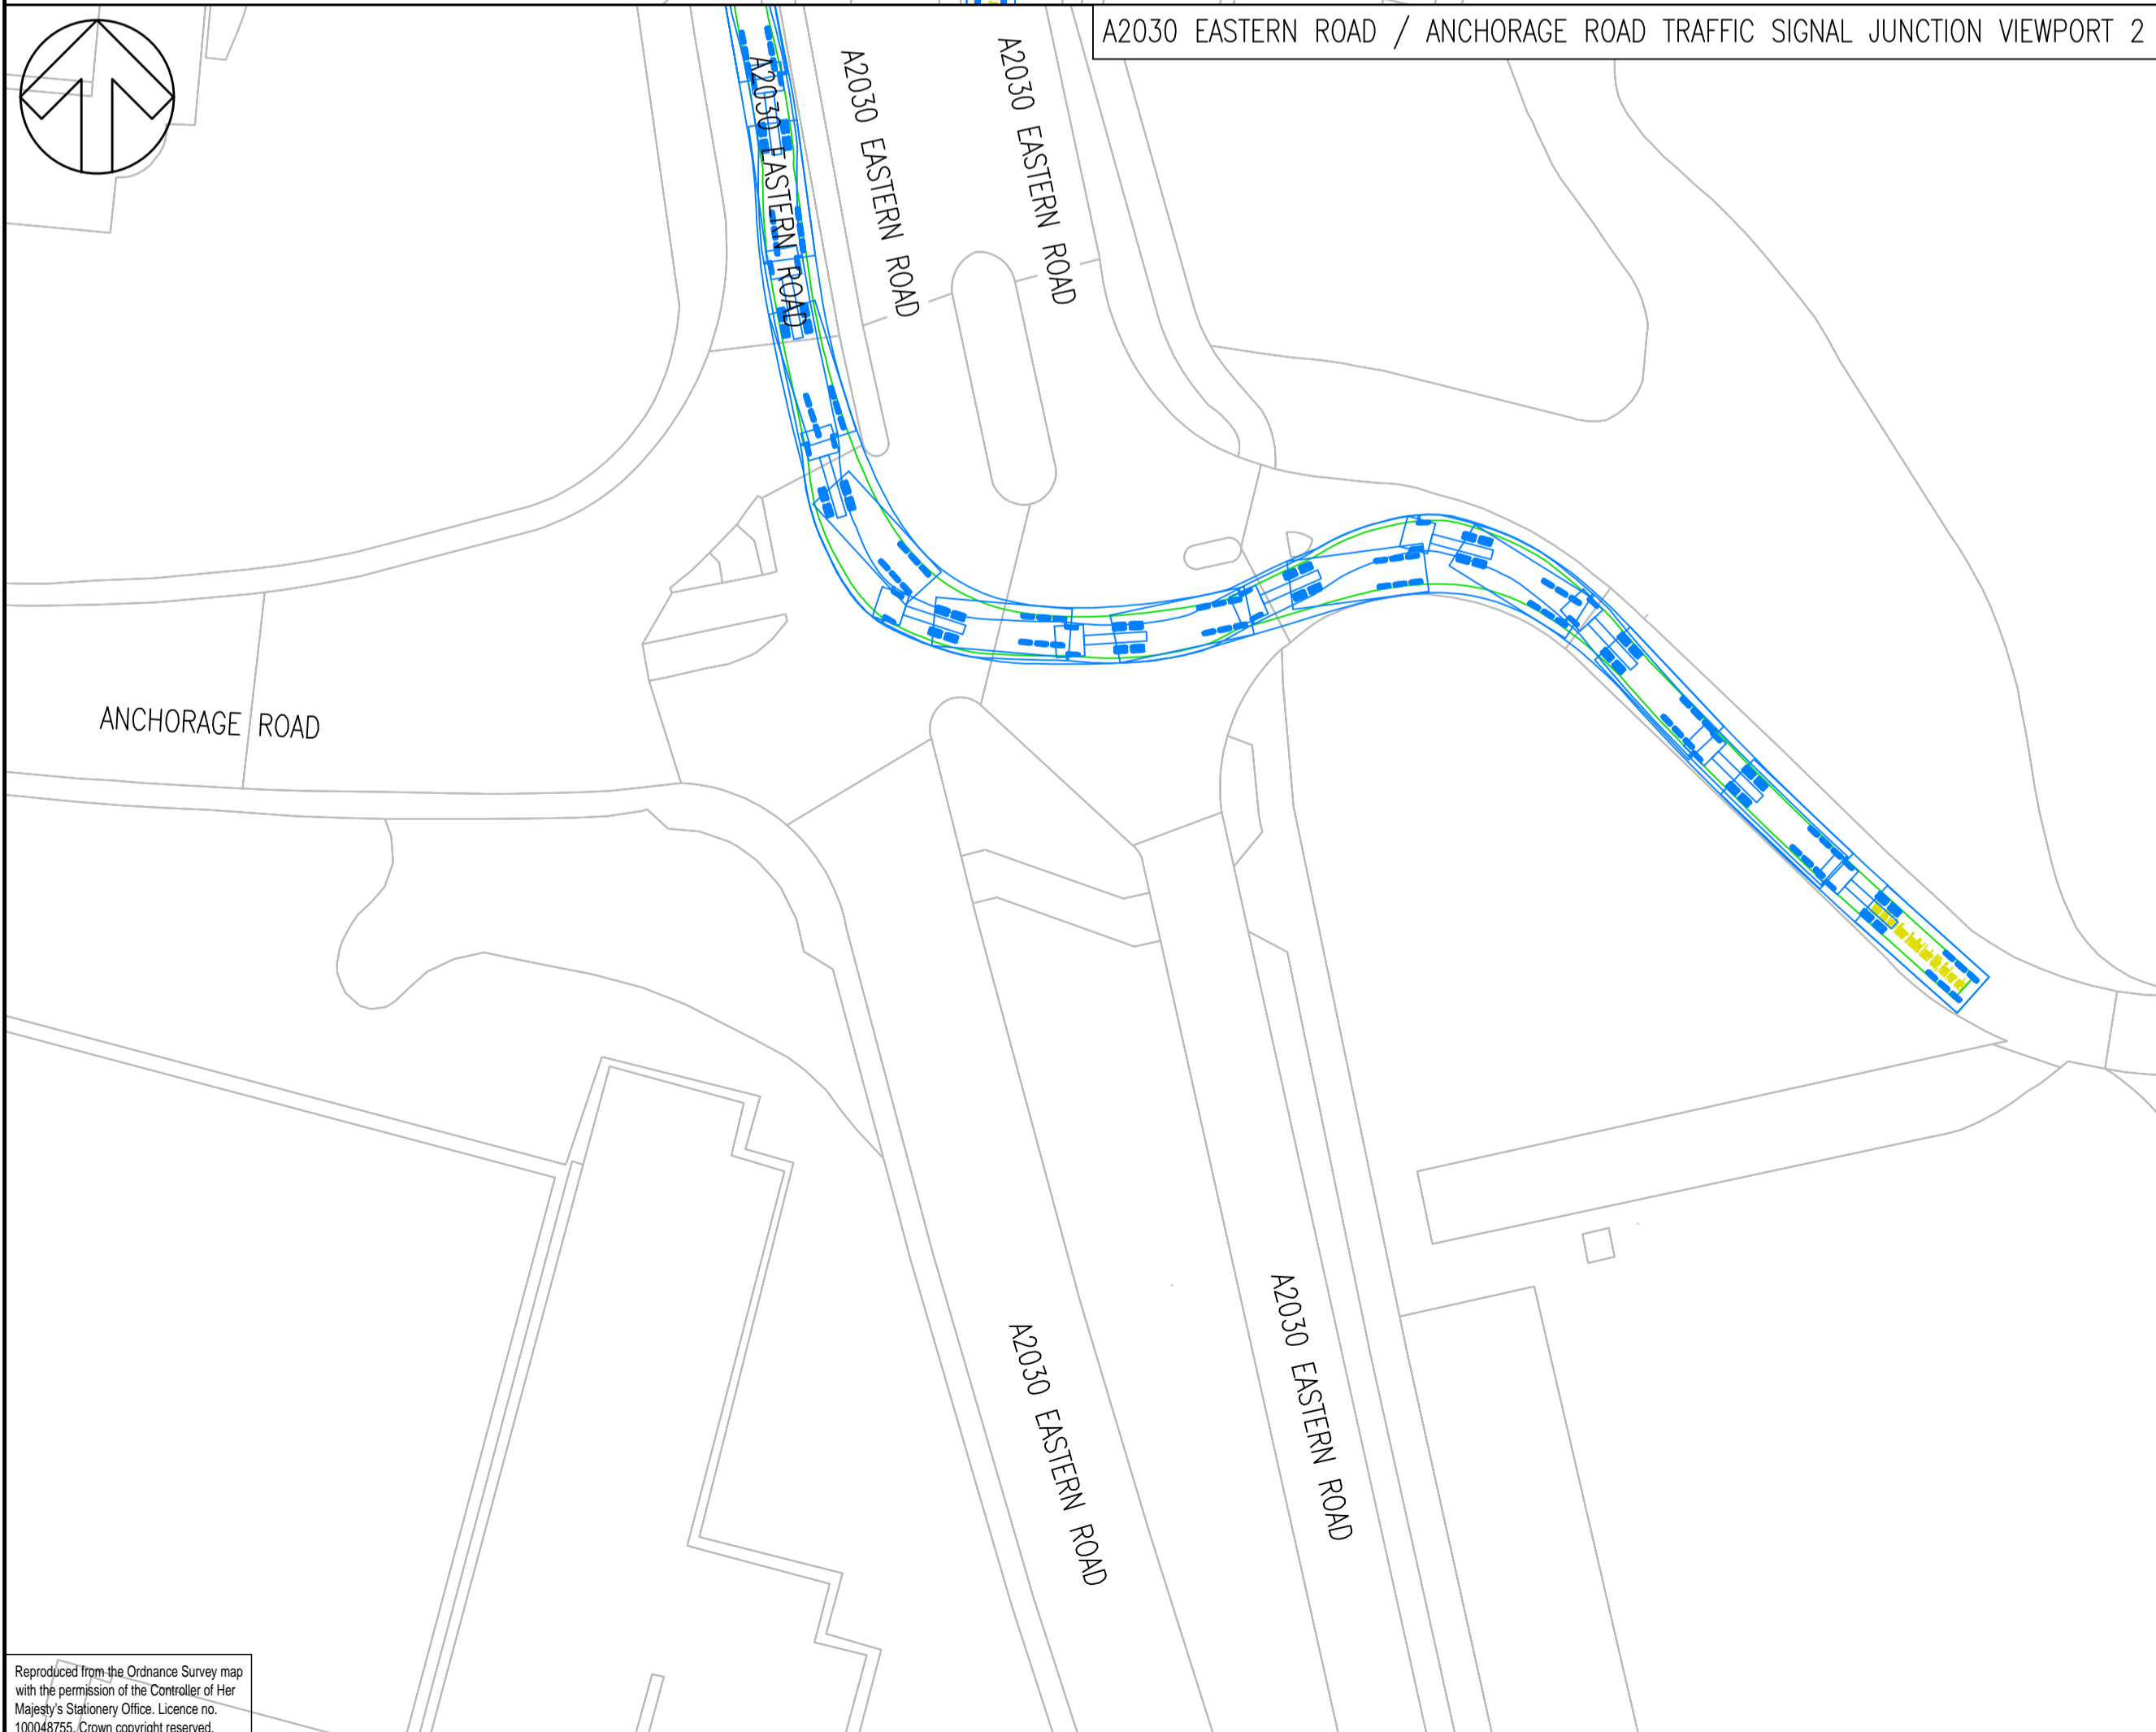 A2030 EASTERN ROAD / ANCHORAGE ROAD TRAFFIC SIGNAL JUNCTION VIEWPORT 2
A2030 EASTERN ROAD
A2030 EASTERN ROAD
A2030 EASTERN ROAD
ANCHORAGE ROAD
A2030 EASTERN ROAD
A2030 EASTERN ROAD
Reproduced from the Ordnance Survey map
with the permission of the Controller of Her
Majesty's Stationery Office. Licence no.
100048755. Crown copyright reserved.